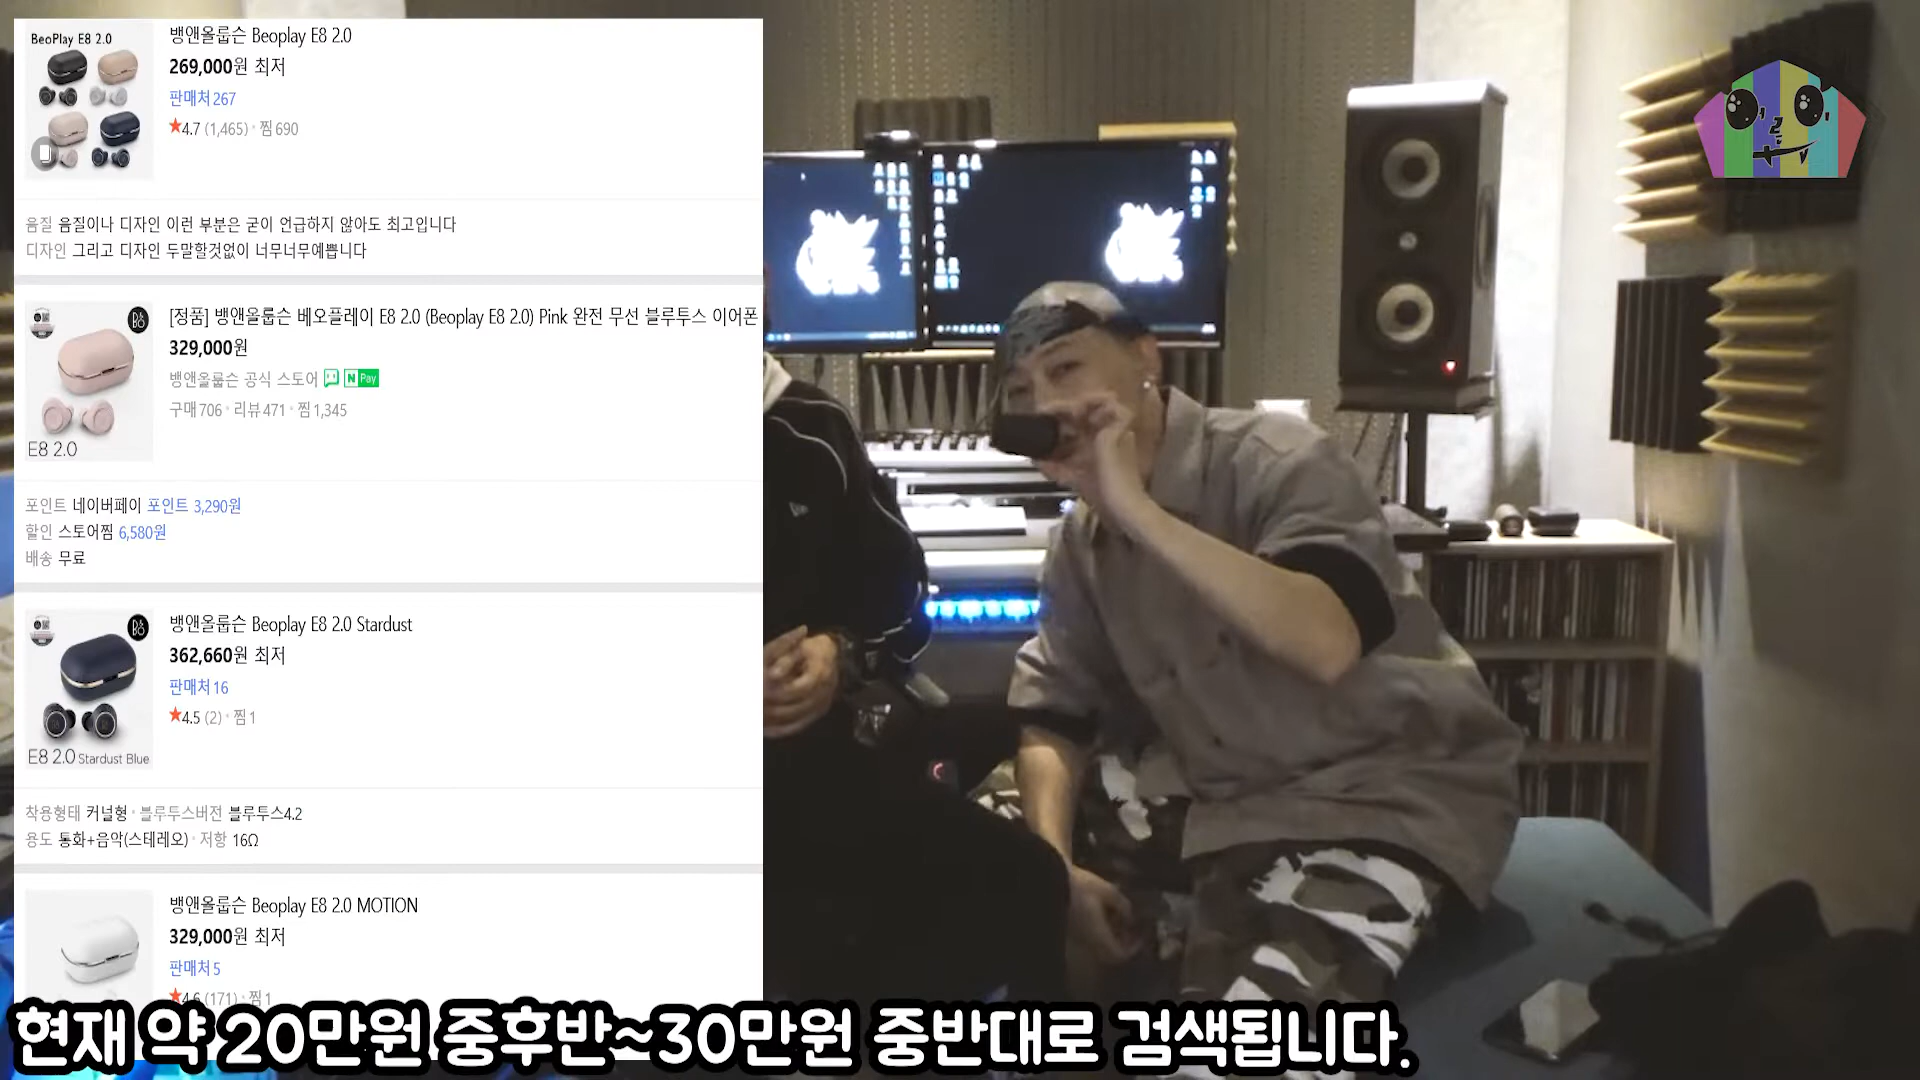 BeoPlay E8 2.0
뱅앤올룹슨 Beoplay E8 2.0
269,000원 최저
판매처 267
★4.7 (1,465) · 찜 690
음질 음질이나 디자인 이런 부분은 굳이 언급하지 않아도 최고입니다
디자인 그리고 디자인 두말할것없이 너무너무예쁩니다
B&O
E8 2.0
[정품] 뱅앤올룹슨 베오플레이 E8 2.0 (Beoplay E8 2.0) Pink 완전 무선 블루투스 이어폰
329,000원
뱅앤올룹슨 공식 스토어 N Pay
구매 706 · 리뷰 471 · 찜 1,345
포인트 네이버페이 포인트 3,290원
할인 스토어찜 6,580원
배송 무료
B&O
E8 2.0 Stardust Blue
뱅앤올룹슨 Beoplay E8 2.0 Stardust
362,660원 최저
판매처 16
★4.5 (2) · 찜 1
착용형태 커널형 · 블루투스버전 블루투스4.2
용도 통화+음악(스테레오) · 저항 16Ω
뱅앤올룹슨 Beoplay E8 2.0 MOTION
329,000원 최저
판매처 5
★4.6 (171) · 찜 1
현재 약 20만원 중후반~30만원 중반대로 검색됩니다.